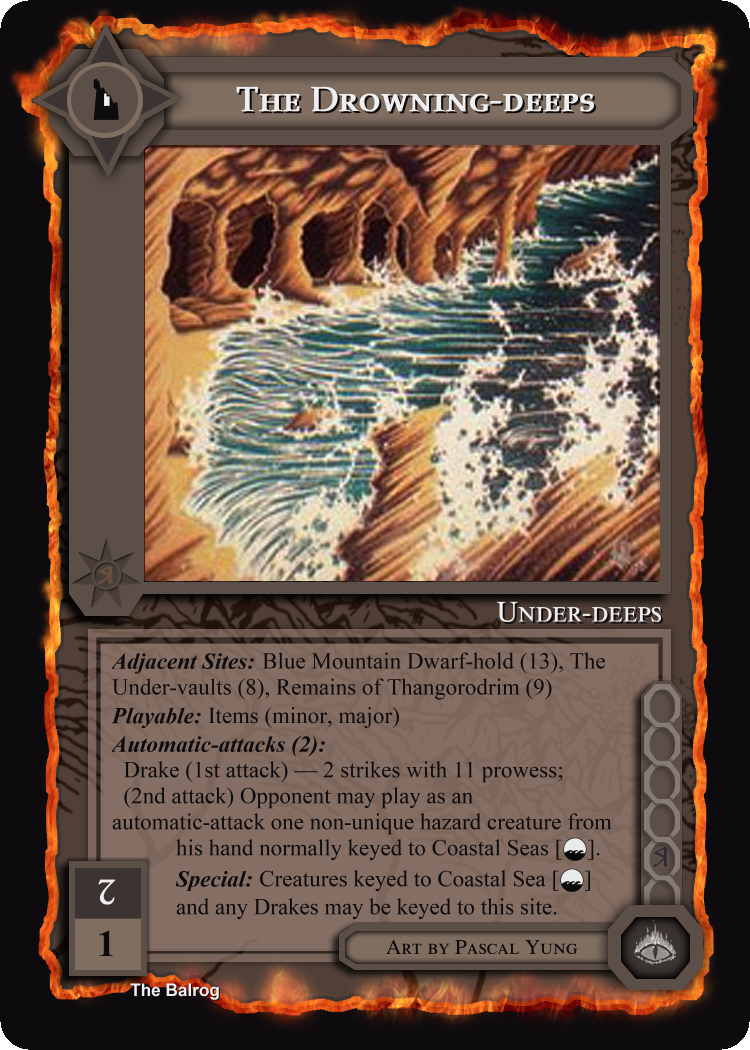 The Drowning-deeps
Under-deeps
Adjacent Sites: Blue Mountain Dwarf-hold (13), The
Under-vaults (8), Remains of Thangorodrim (9)
Playable: Items (minor, major)
Automatic-attacks (2):
Drake (1st attack) — 2 strikes with 11 prowess;
(2nd attack) Opponent may play as an
automatic-attack one non-unique hazard creature from
his hand normally keyed to Coastal Seas [ ].
Special: Creatures keyed to Coastal Sea [ ]
and any Drakes may be keyed to this site.
1
Art by Pascal Yung
The Balrog